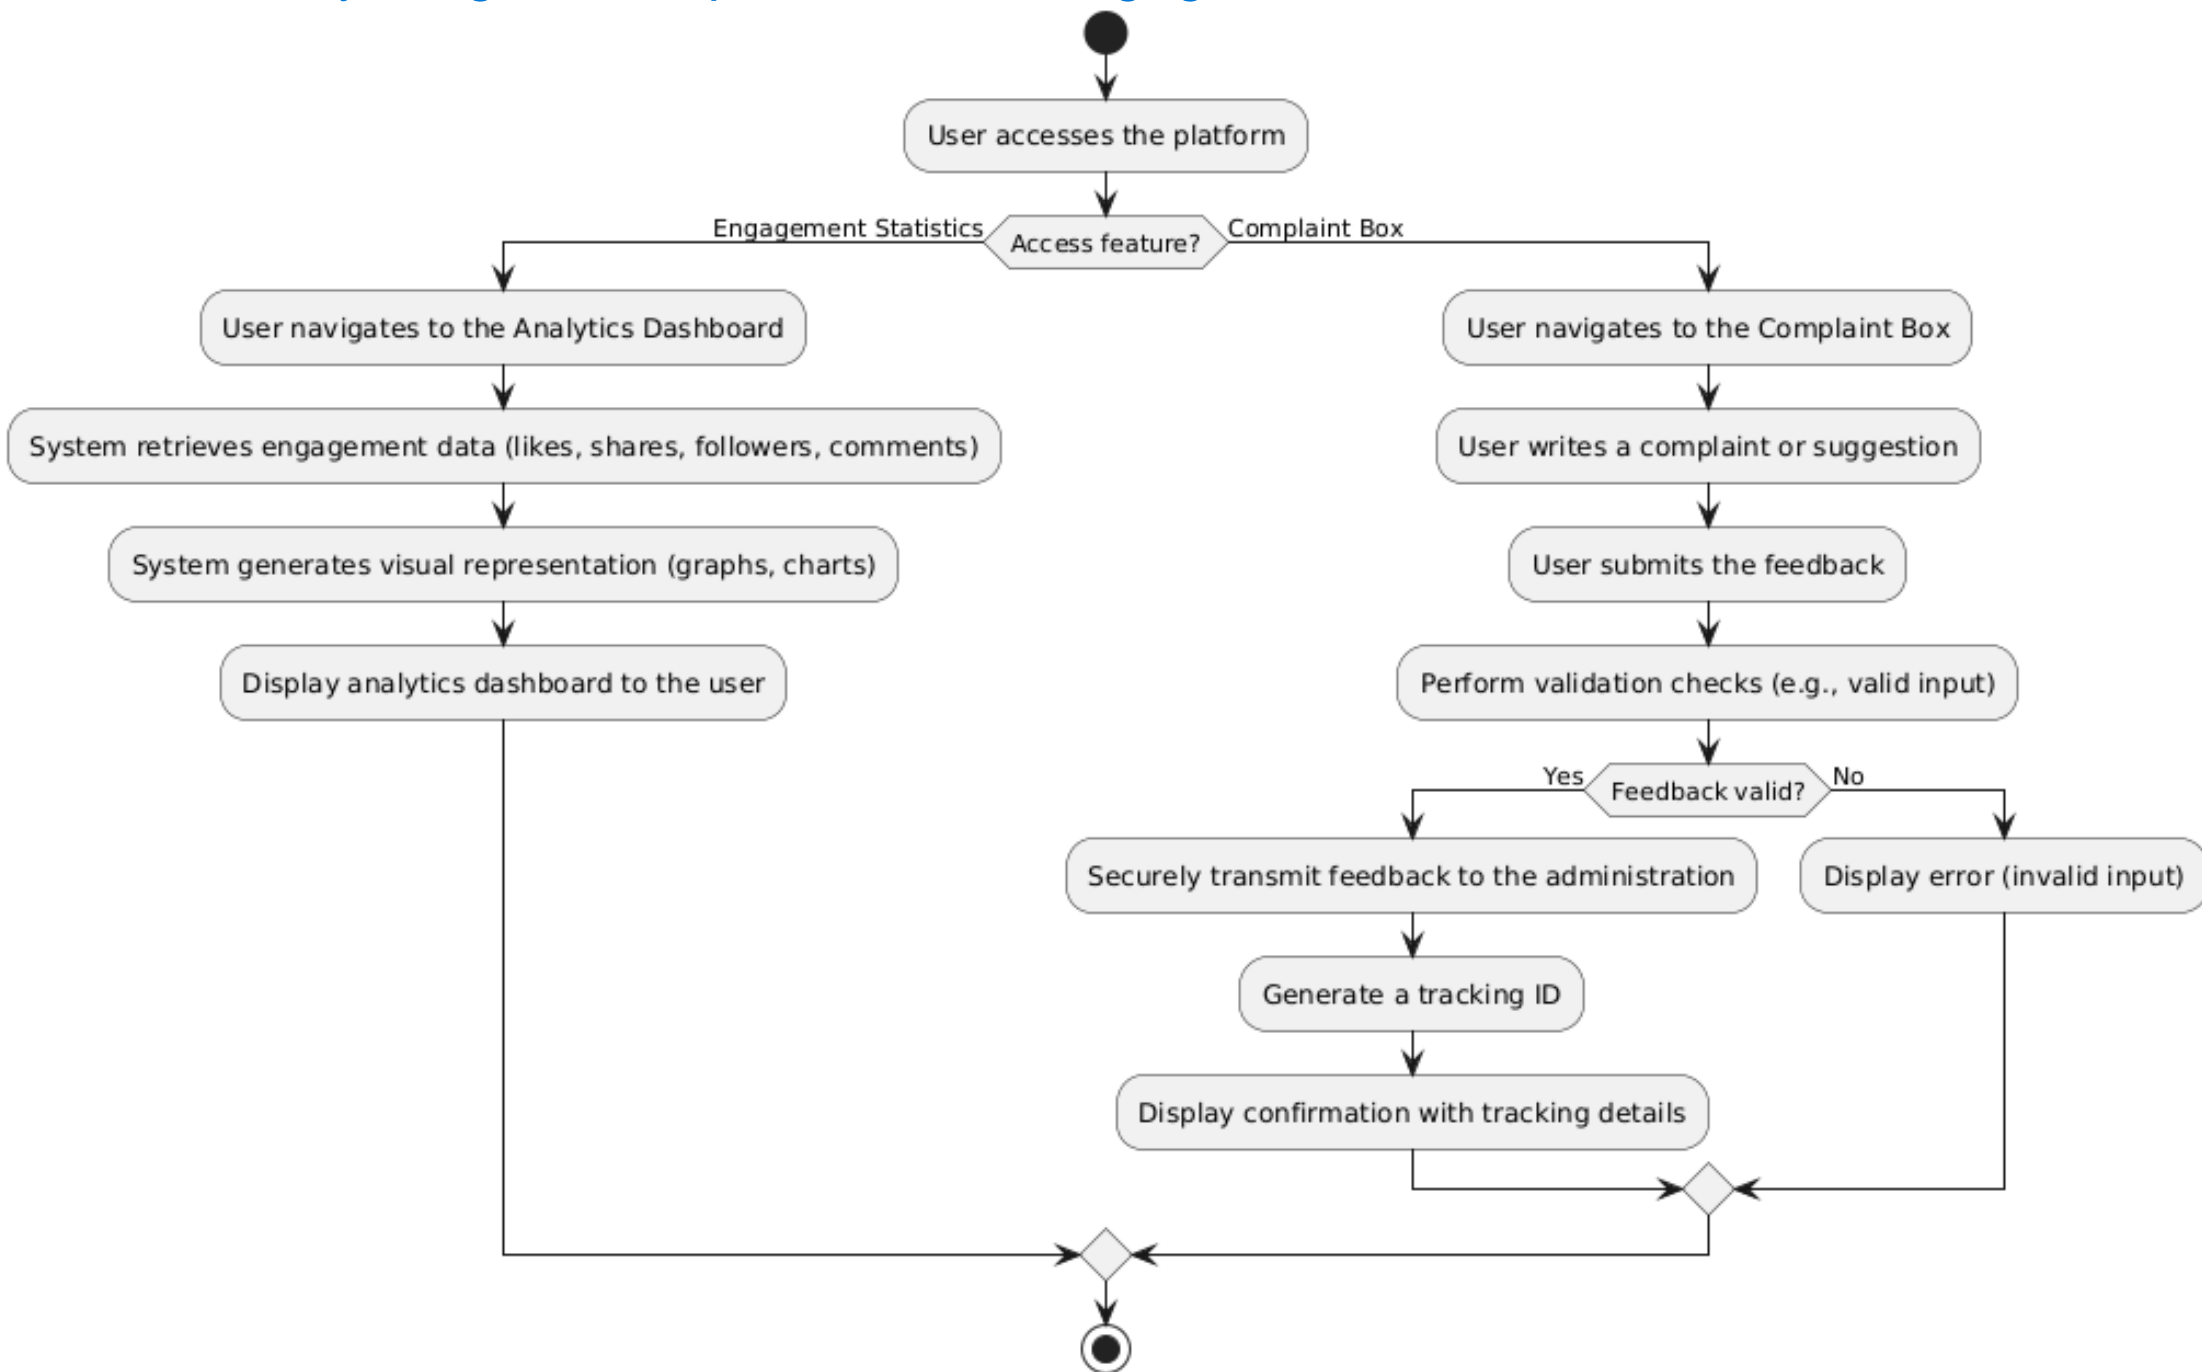 User accesses the platform
Engagement Statistics
Access feature?
Complaint Box
User navigates to the Analytics Dashboard
User navigates to the Complaint Box
System retrieves engagement data (likes, shares, followers, comments)
User writes a complaint or suggestion
System generates visual representation (graphs, charts)
User submits the feedback
Display analytics dashboard to the user
Perform validation checks (e.g., valid input)
Yes
Feedback valid?
No
Securely transmit feedback to the administration
Display error (invalid input)
Generate a tracking ID
Display confirmation with tracking details